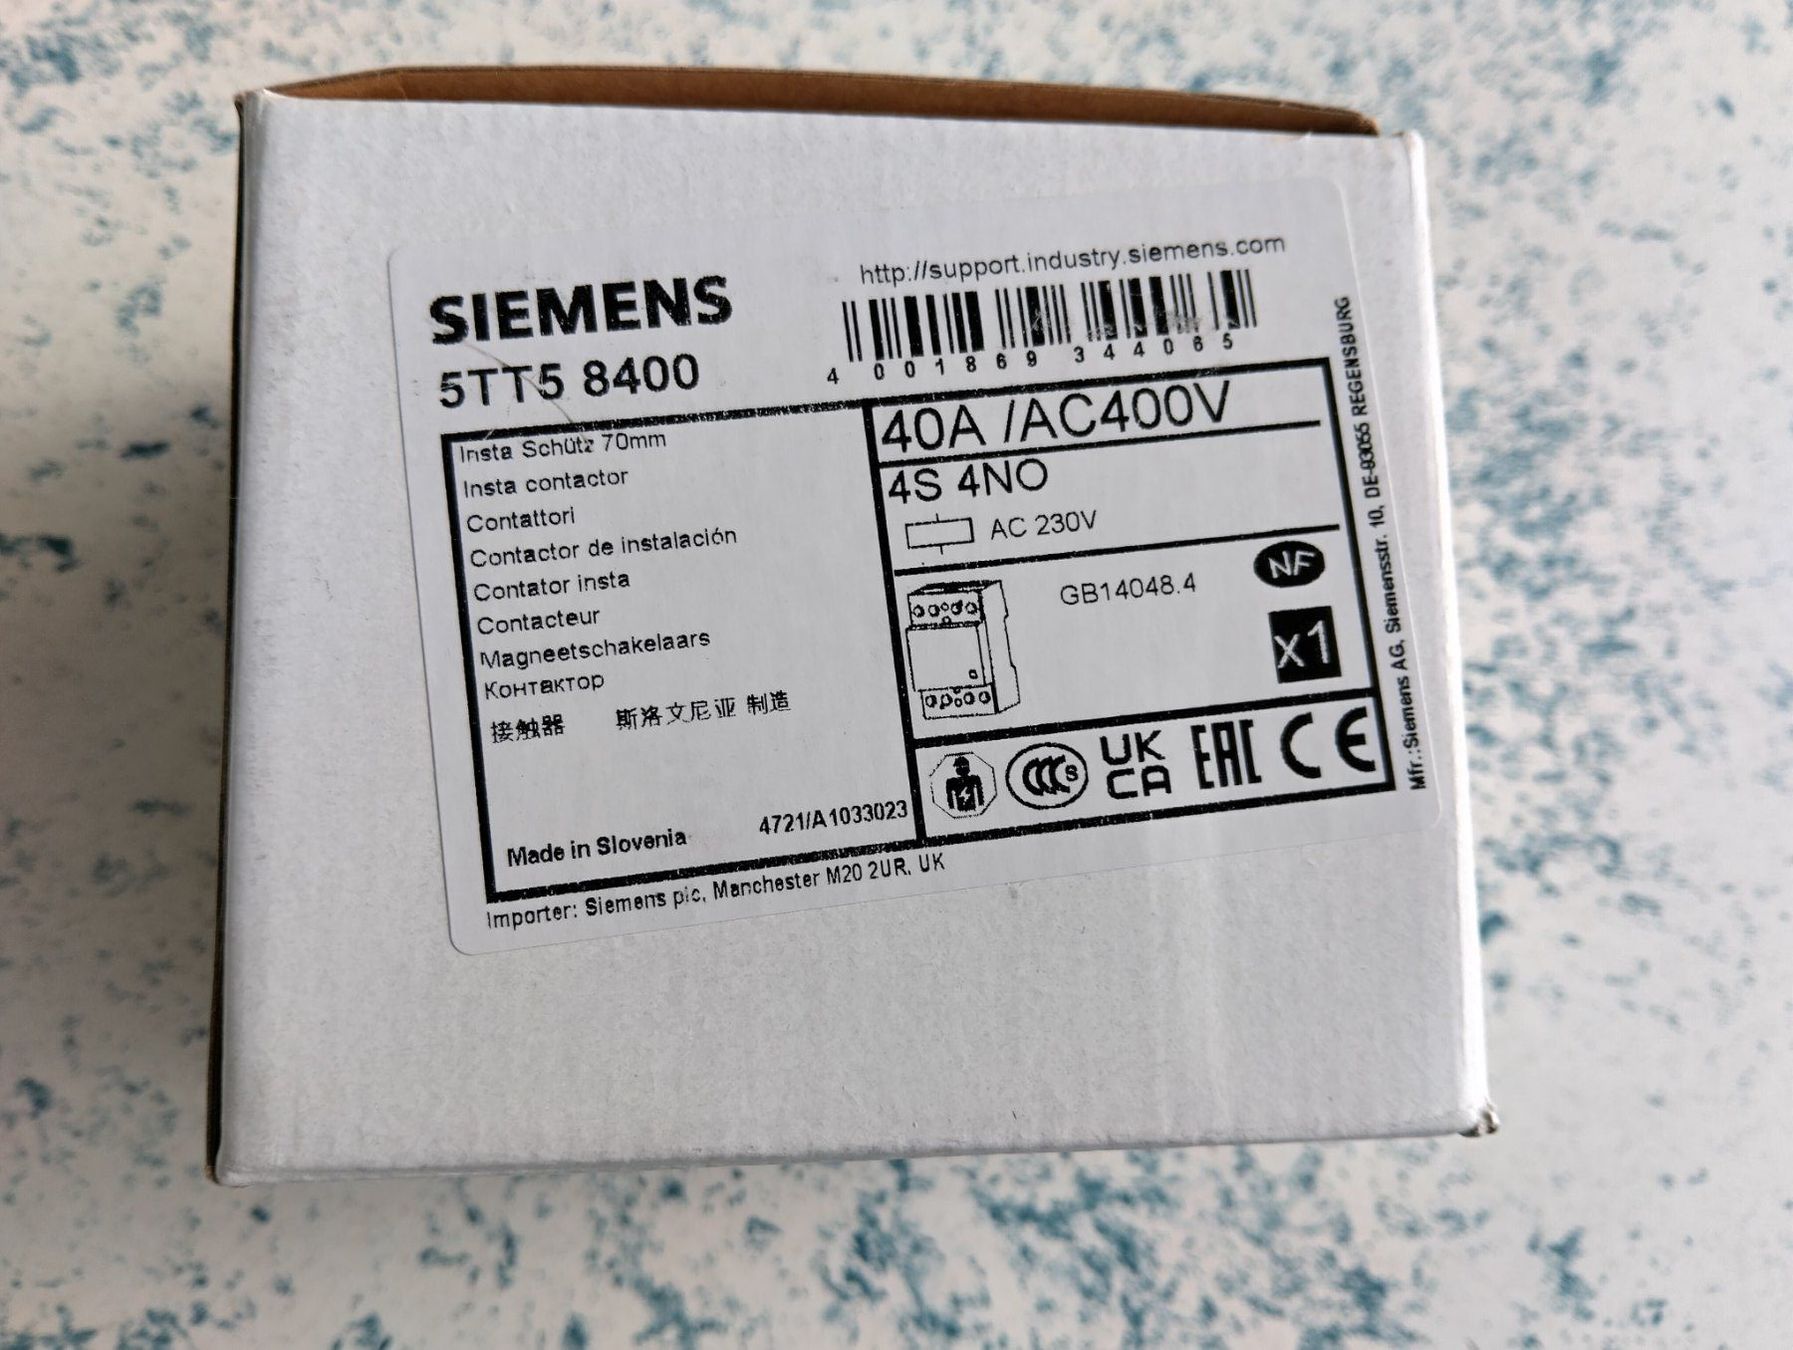 http://support.industry.siemens.com
SIEMENS
5TT5 8400
4 001869 344065
Insta Schütz 70mm
Insta contactor
Contattori
Contactor de instalación
Contator insta
Contacteur
Magneetschakelaars
Контактор
接触器 斯洛文尼亚 制造
Made in Slovenia 4721/A1033023
40A /AC400V
4S 4NO
AC 230V
GB14048.4
NF
x1
CCC S
UK
CA
EAC
CE
Importer: Siemens plc, Manchester M20 2UR, UK
Mfr.:Siemens AG, Siemensstr. 10, DE-93055 REGENSBURG